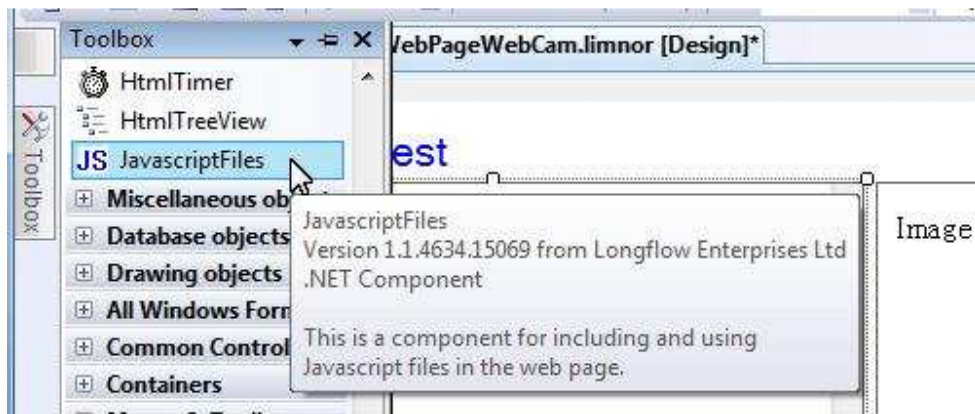 Toolbox
/ebPageWebCam.limnor [Design]*
HtmlTimer
HtmlTreeView
JS JavascriptFiles
est
Toolbox
Miscellaneous ob
Database objects
Drawing objects
All Windows Forr
Common Control
Containers
JavascriptFiles
Version 1.1.4634.15069 from Longflow Enterprises Ltd
.NET Component
This is a component for including and using
Javascript files in the web page.
Image